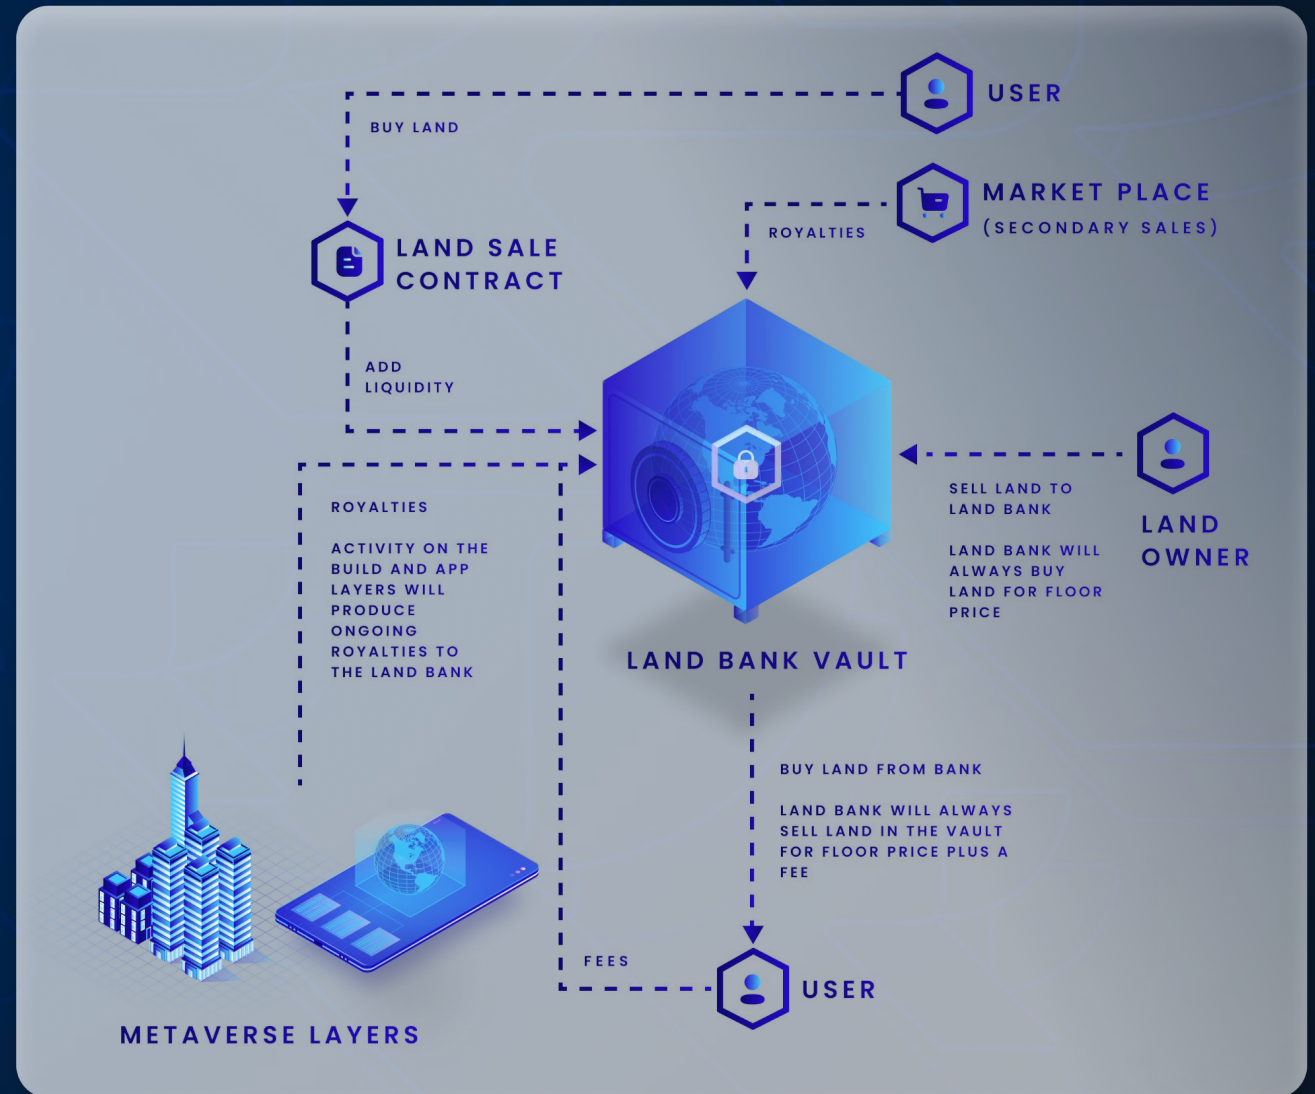 USER
BUY LAND
MARKET PLACE
(SECONDARY SALES)
ROYALTIES
LAND SALE
CONTRACT
ADD
LIQUIDITY
ROYALTIES
ACTIVITY ON THE
BUILD AND APP
LAYERS WILL
PRODUCE
ONGOING
ROYALTIES TO
THE LAND BANK
SELL LAND TO
LAND BANK
LAND BANK WILL
ALWAYS BUY
LAND FOR FLOOR
PRICE
LAND
OWNER
LAND BANK VAULT
BUY LAND FROM BANK
LAND BANK WILL ALWAYS
SELL LAND IN THE VAULT
FOR FLOOR PRICE PLUS A
FEE
FEES
USER
METAVERSE LAYERS